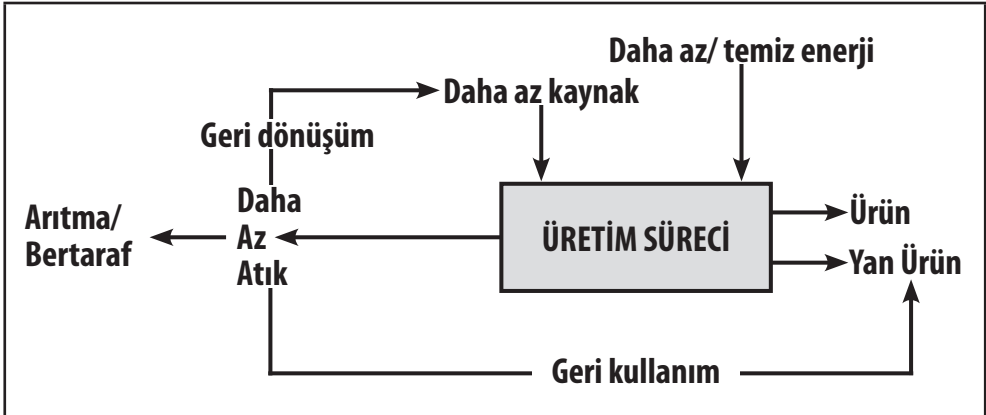 Daha az/ temiz enerji
Daha az kaynak
Geri dönüşüm
Arıtma/
Bertaraf
Daha
Az
Atık
ÜRETİM SÜRECİ
Ürün
Yan Ürün
Geri kullanım